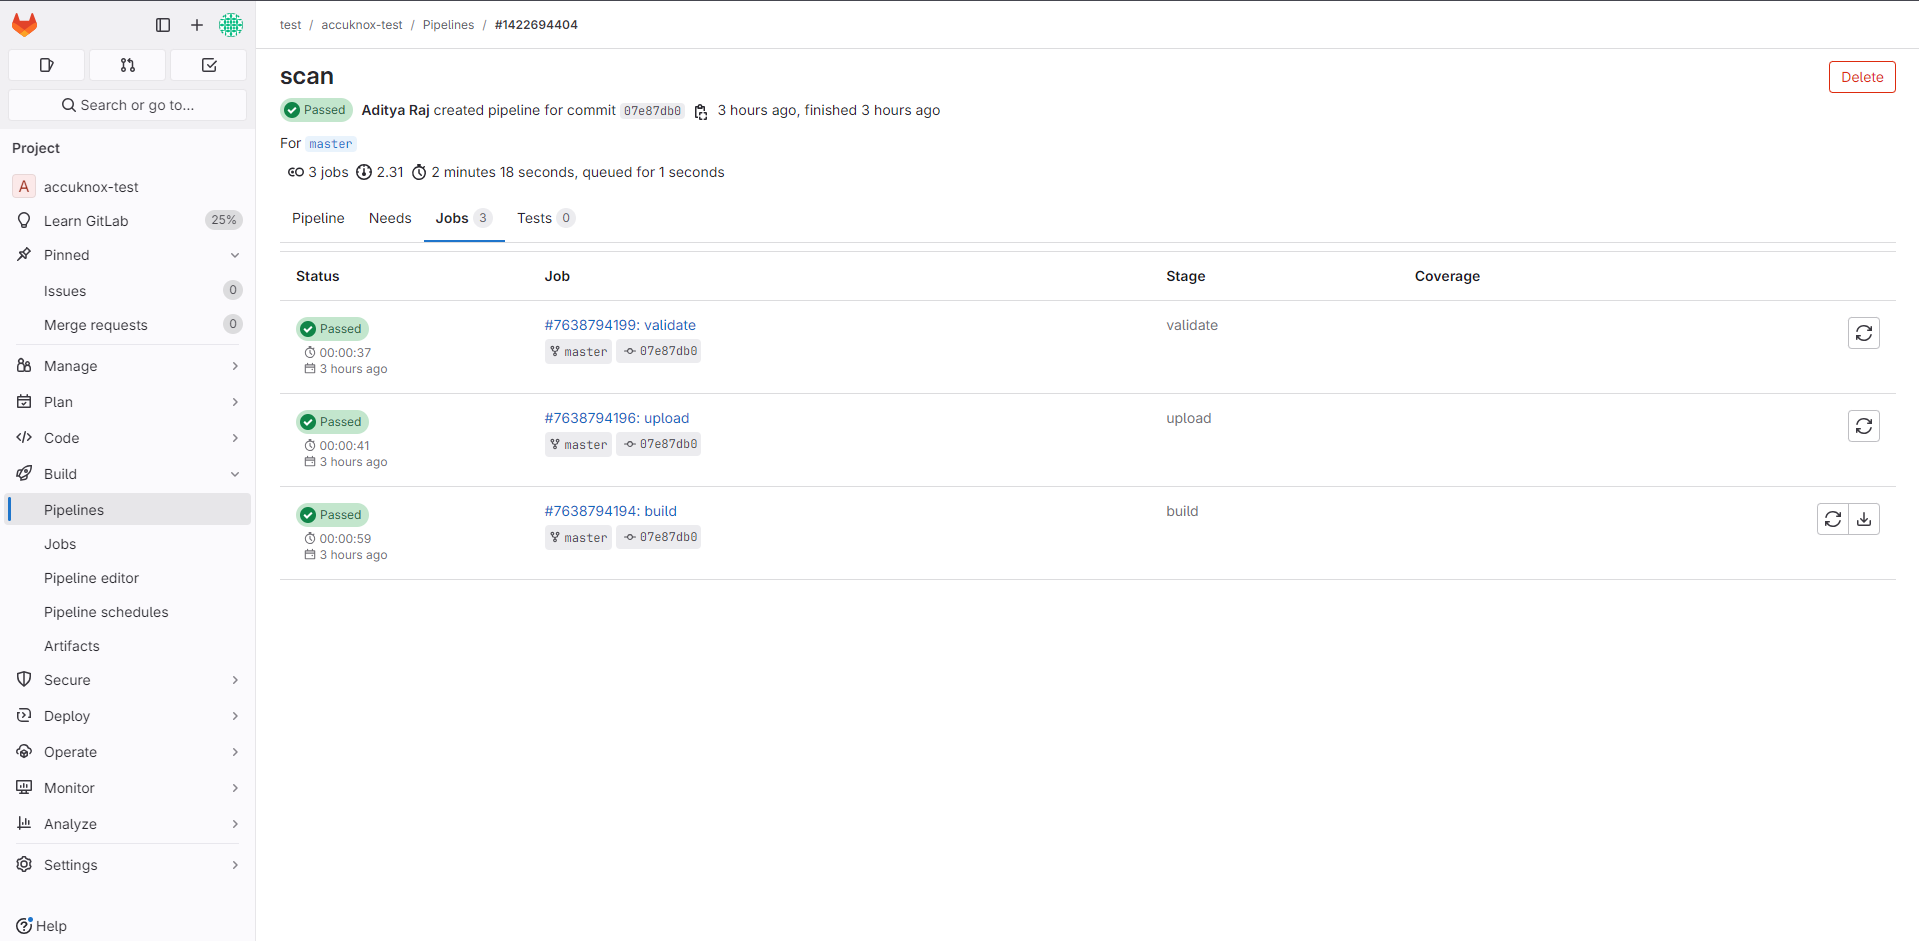 test / accuknox-test / Pipelines / #1422694404
Search or go to...
Project
A accuknox-test
Learn GitLab 25%
Pinned
Issues 0
Merge requests 0
Manage
Plan
Code
Build
Pipelines
Jobs
Pipeline editor
Pipeline schedules
Artifacts
Secure
Deploy
Operate
Monitor
Analyze
Settings
Help
scan
Delete
Passed Aditya Raj created pipeline for commit 07e87db0 3 hours ago, finished 3 hours ago
For master
3 jobs 2.31 2 minutes 18 seconds, queued for 1 seconds
Pipeline Needs Jobs 3 Tests 0
Status Job Stage Coverage
Passed #7638794199: validate validate
00:00:37 master 07e87db0
3 hours ago
Passed #7638794196: upload upload
00:00:41 master 07e87db0
3 hours ago
Passed #7638794194: build build
00:00:59 master 07e87db0
3 hours ago